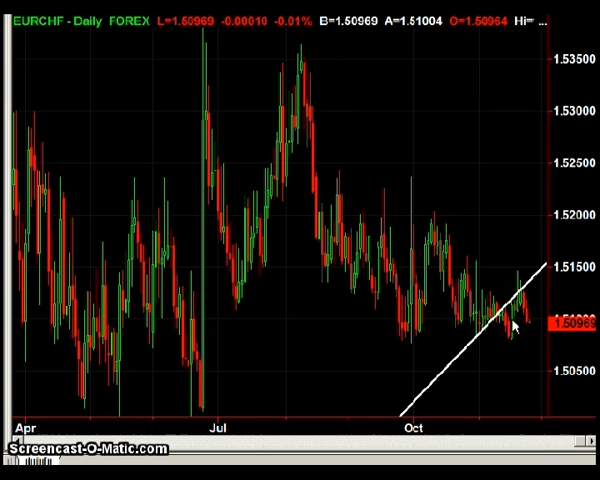 EURCHF - Daily FOREX L=1.50969 -0.00010 -0.01% B=1.50969 A=1.51004 O=1.50964 Hi= ...
1.53500
1.53000
1.52500
1.52000
1.51500
1.50969
1.50500
Apr Jul Oct
Screencast-O-Matic.com